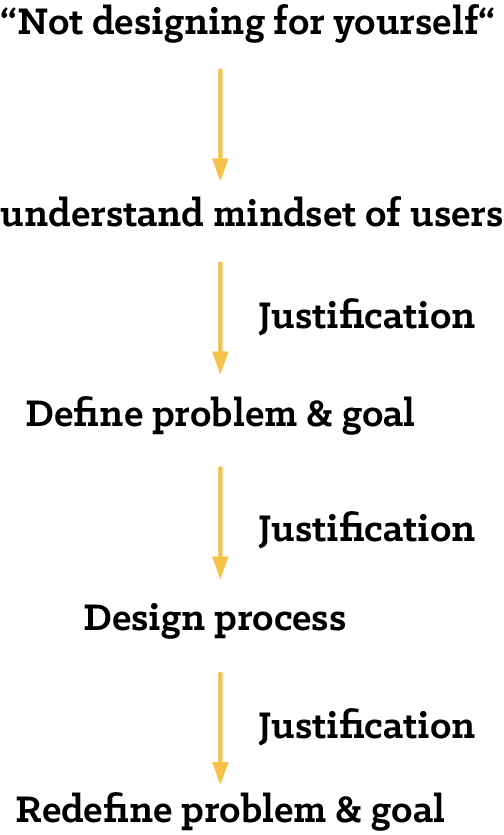 “Not designing for yourself“
understand mindset of users
Justification
Define problem & goal
Justification
Design process
Justification
Redefine problem & goal